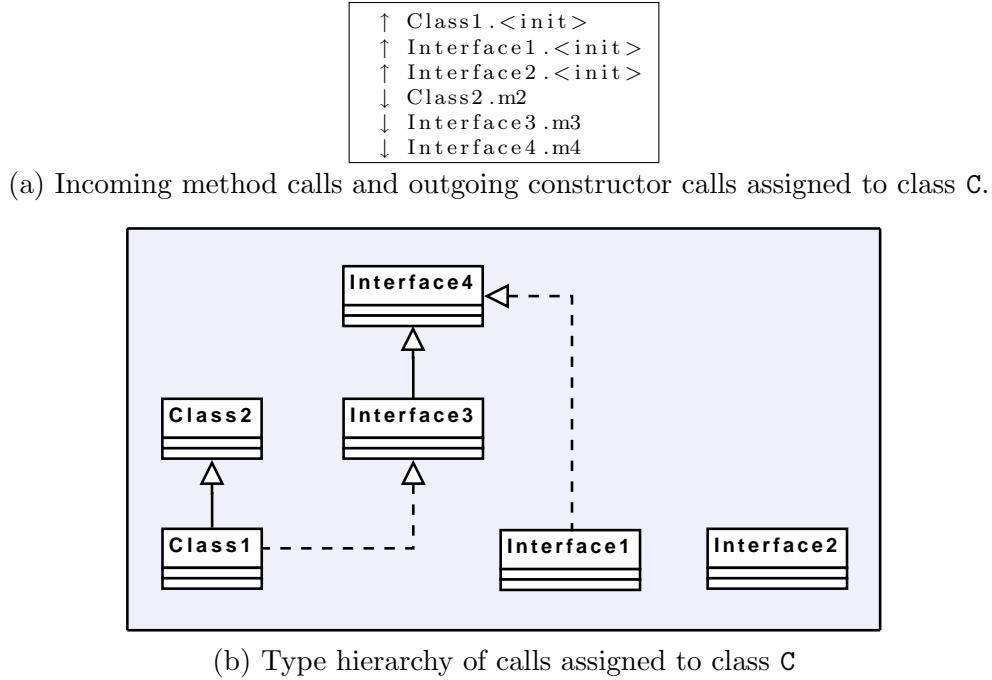 ↑ Class1.<init>
↑ Interface1.<init>
↑ Interface2.<init>
↓ Class2.m2
↓ Interface3.m3
↓ Interface4.m4
(a) Incoming method calls and outgoing constructor calls assigned to class C.
Interface4
Class2
Interface3
Class1
Interface1
Interface2
(b) Type hierarchy of calls assigned to class C